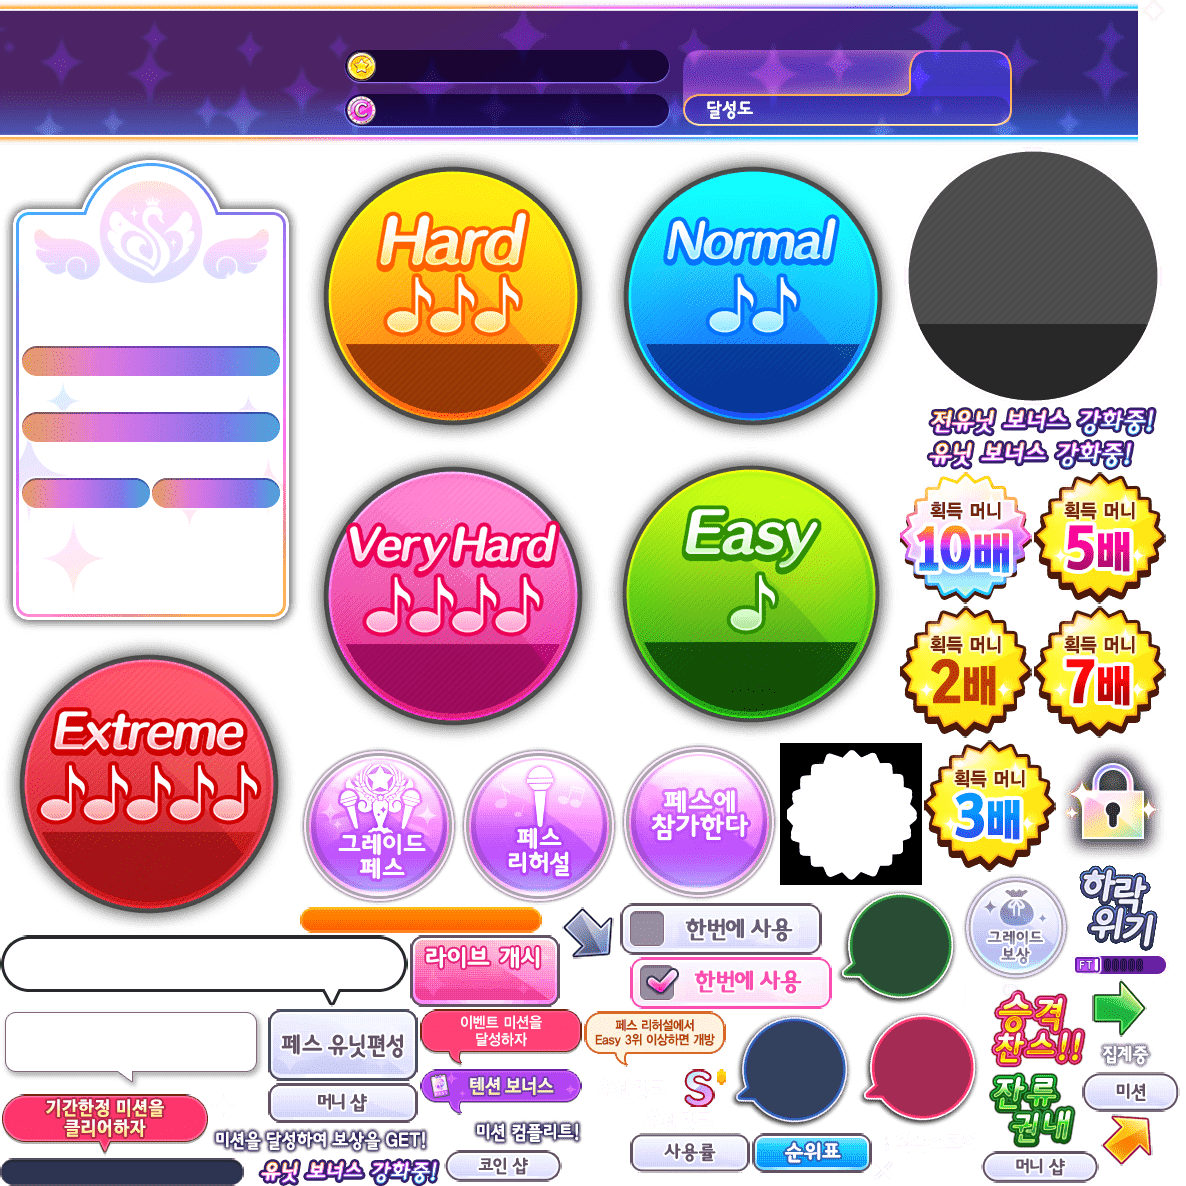 달성도
Hard
Normal
전유닛 보너스 강화중!
유닛 보너스 강화중!
획득 머니
10배
획득 머니
5배
Very Hard
Easy
획득 머니
2배
획득 머니
7배
Extreme
그레이드
페스
페스
리허설
페스에
참가한다
획득 머니
3배
하락
위기
한번에 사용
그레이드
보상
라이브 개시
한번에 사용
FT
00000
승격
찬스!!
페스 유닛편성
이벤트 미션을
달성하자
페스 리허설에서
Easy 3위 이상하면 개방
집계중
텐션 보너스
S
잔류
권내
미션
기간한정 미션을
클리어하자
머니 샵
미션을 달성하여 보상을 GET!
미션 컴플리트!
사용률
순위표
유닛 보너스 강화중!
코인 샵
머니 샵